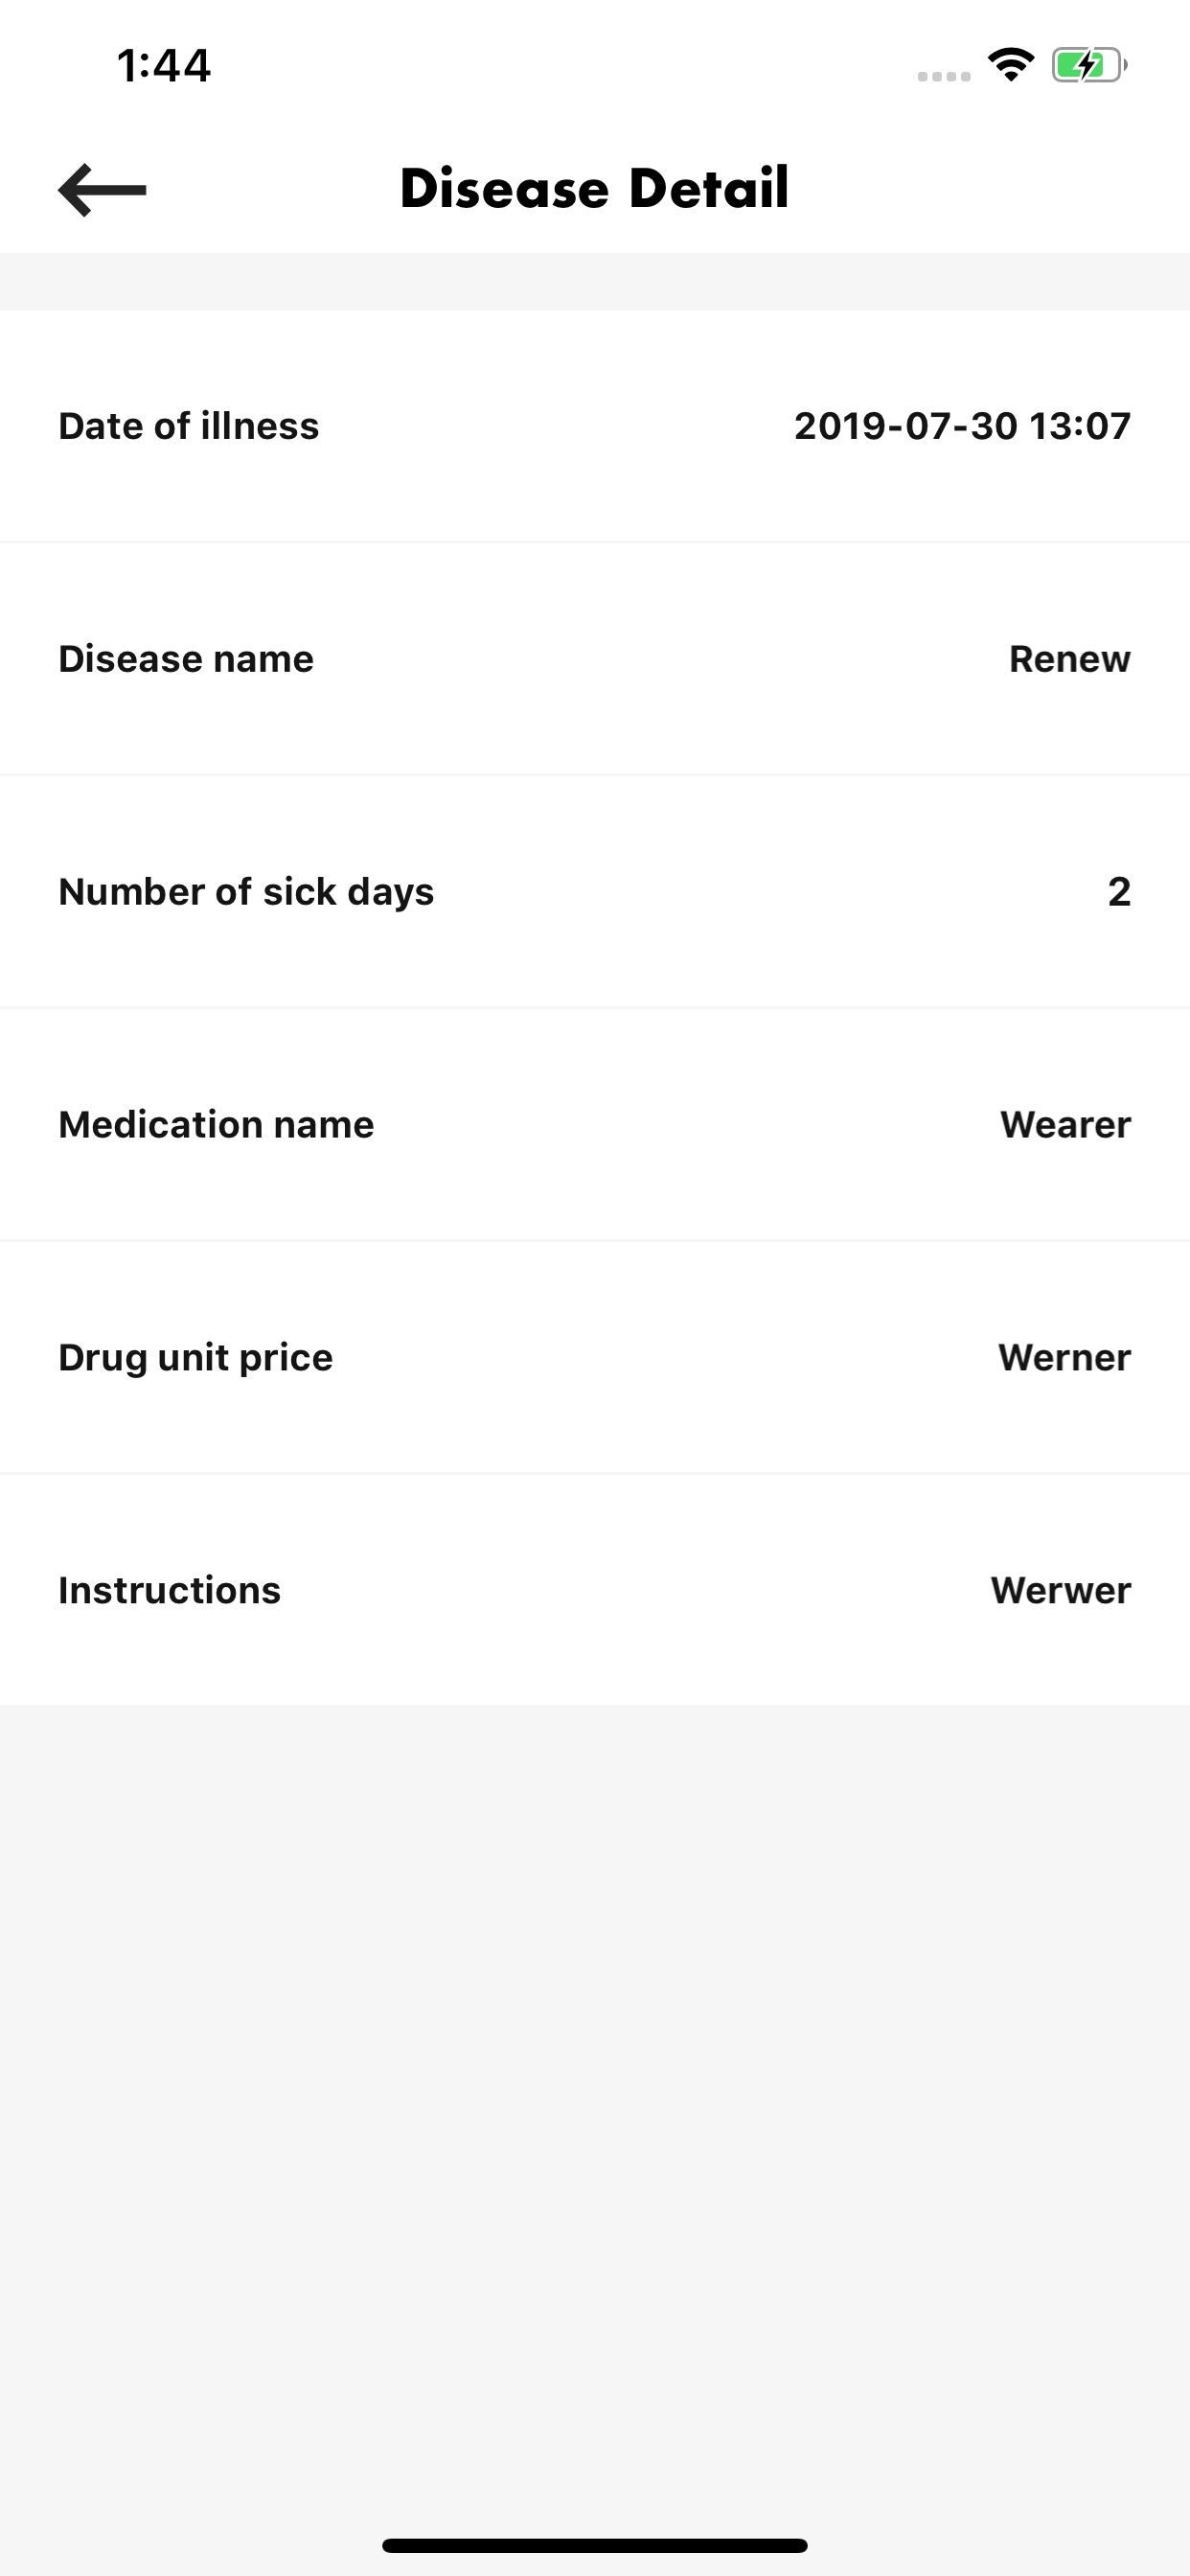 1:44
Disease Detail
Date of illness 2019-07-30 13:07
Disease name Renew
Number of sick days 2
Medication name Wearer
Drug unit price Werner
Instructions Werwer